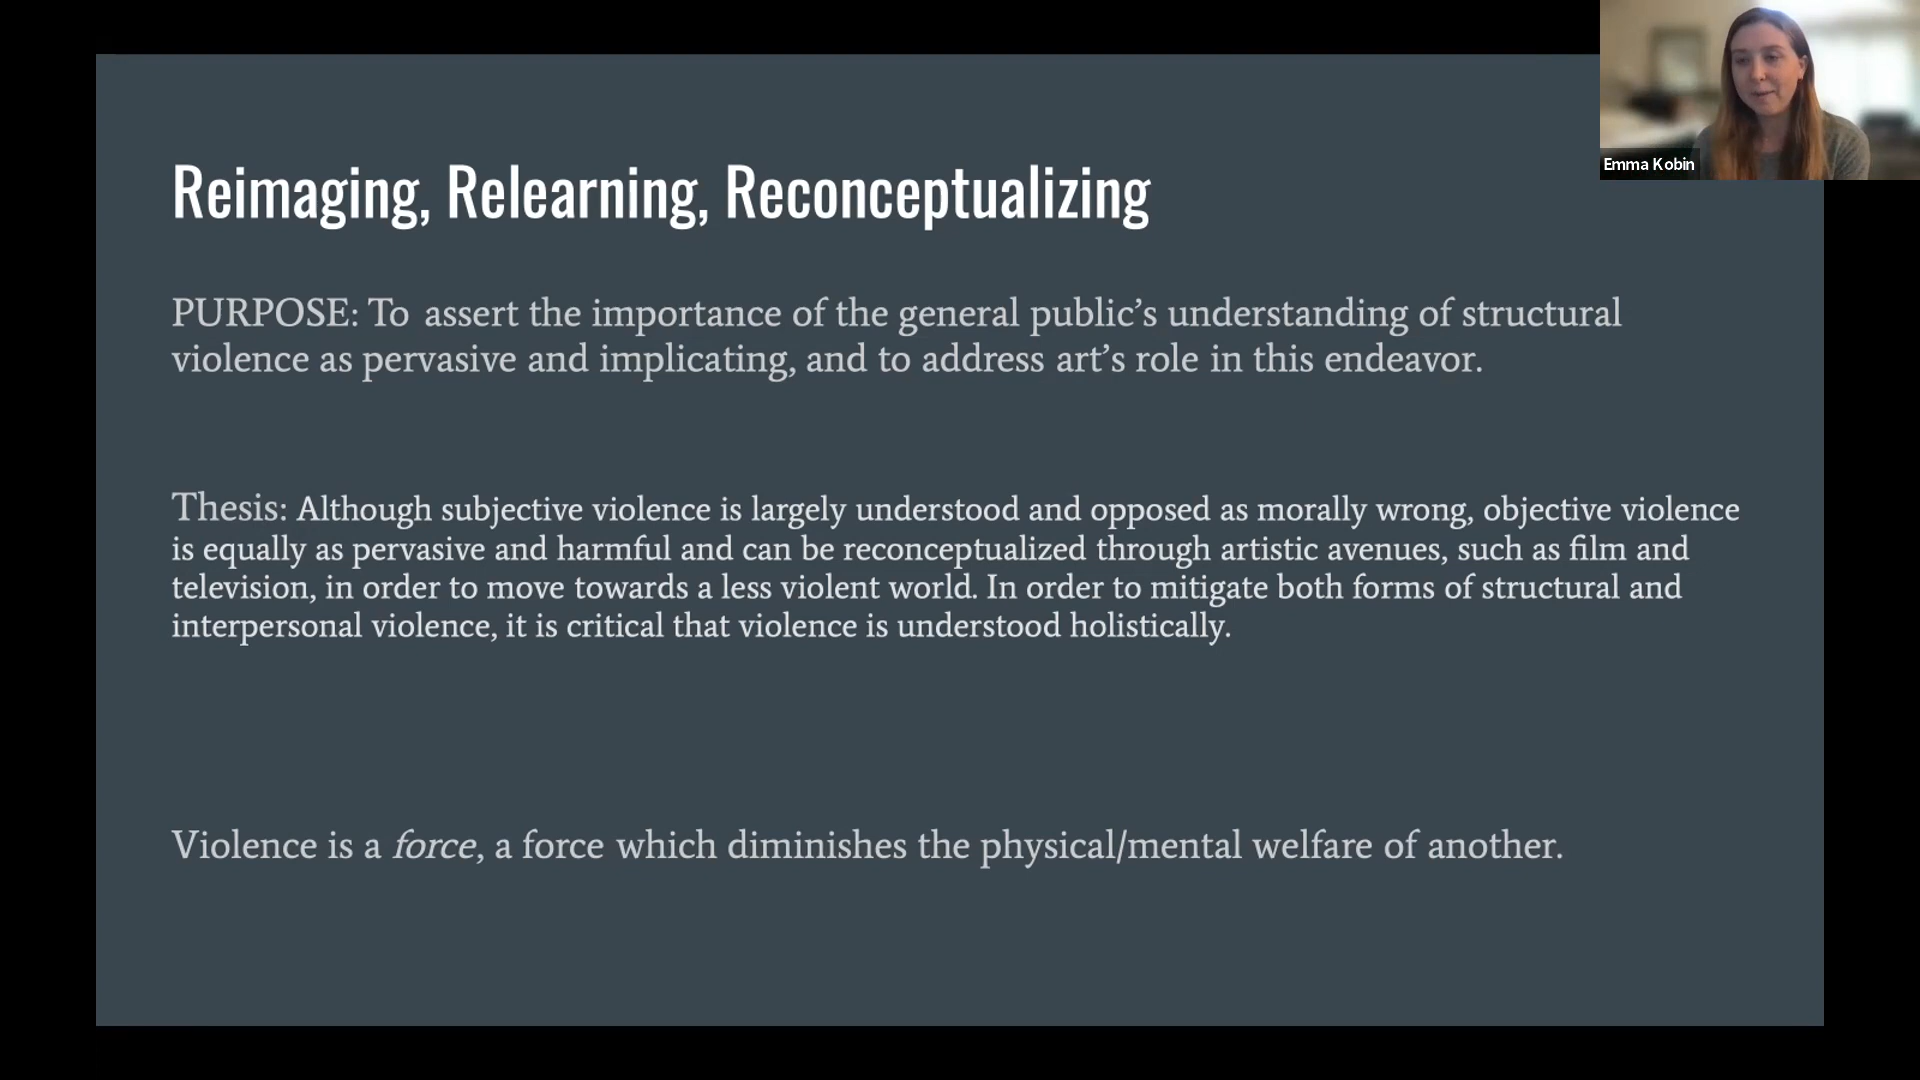 Reimaging, Relearning, Reconceptualizing
PURPOSE: To assert the importance of the general public’s understanding of structural
violence as pervasive and implicating, and to address art’s role in this endeavor.
Thesis: Although subjective violence is largely understood and opposed as morally wrong, objective violence
is equally as pervasive and harmful and can be reconceptualized through artistic avenues, such as film and
television, in order to move towards a less violent world. In order to mitigate both forms of structural and
interpersonal violence, it is critical that violence is understood holistically.
Violence is a force, a force which diminishes the physical/mental welfare of another.
Emma Kobin